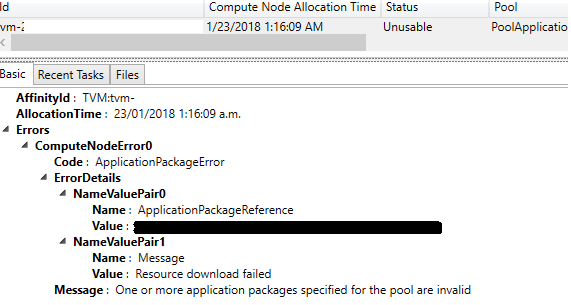 Id Compute Node Allocation Time Status Pool
tvm-2 1/23/2018 1:16:09 AM Unusable PoolApplicatio
Basic Recent Tasks Files
AffinityId : TVM:tvm-
AllocationTime : 23/01/2018 1:16:09 a.m.
Errors
ComputeNodeError0
Code : ApplicationPackageError
ErrorDetails
NameValuePair0
Name : ApplicationPackageReference
Value :
NameValuePair1
Name : Message
Value : Resource download failed
Message : One or more application packages specified for the pool are invalid